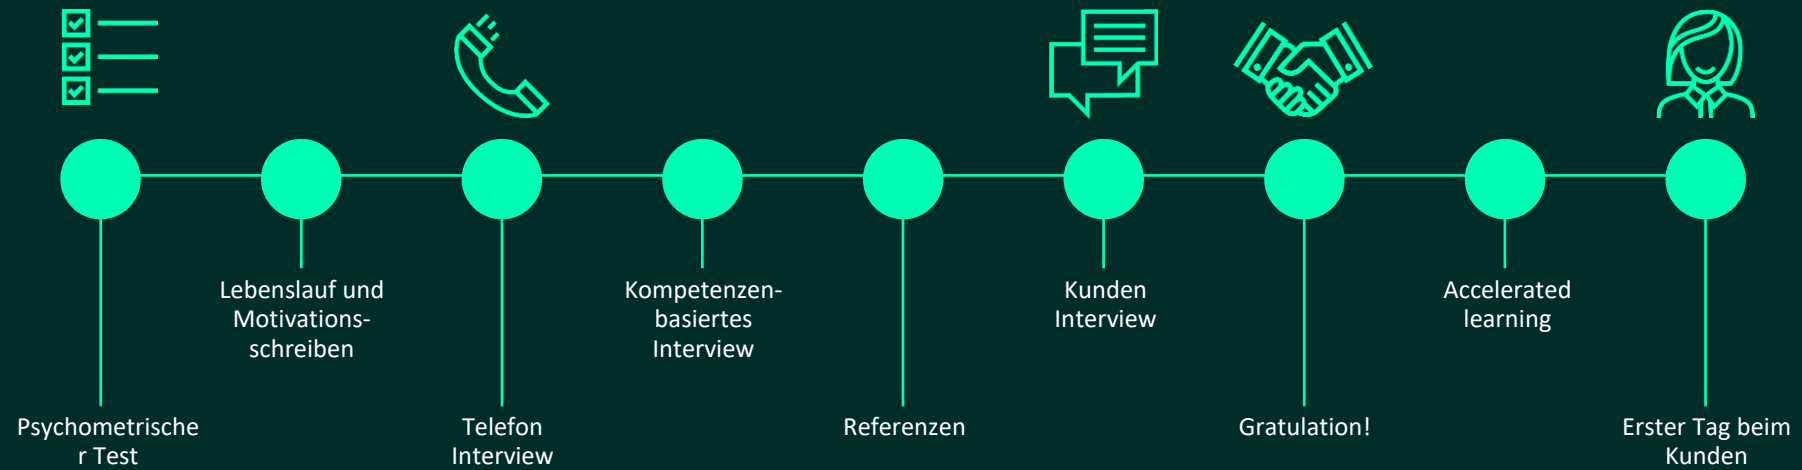 Psychometrische
r Test
Lebenslauf und
Motivations-
schreiben
Telefon
Interview
Kompetenzen-
basiertes
Interview
Referenzen
Kunden
Interview
Gratulation!
Accelerated
learning
Erster Tag beim
Kunden